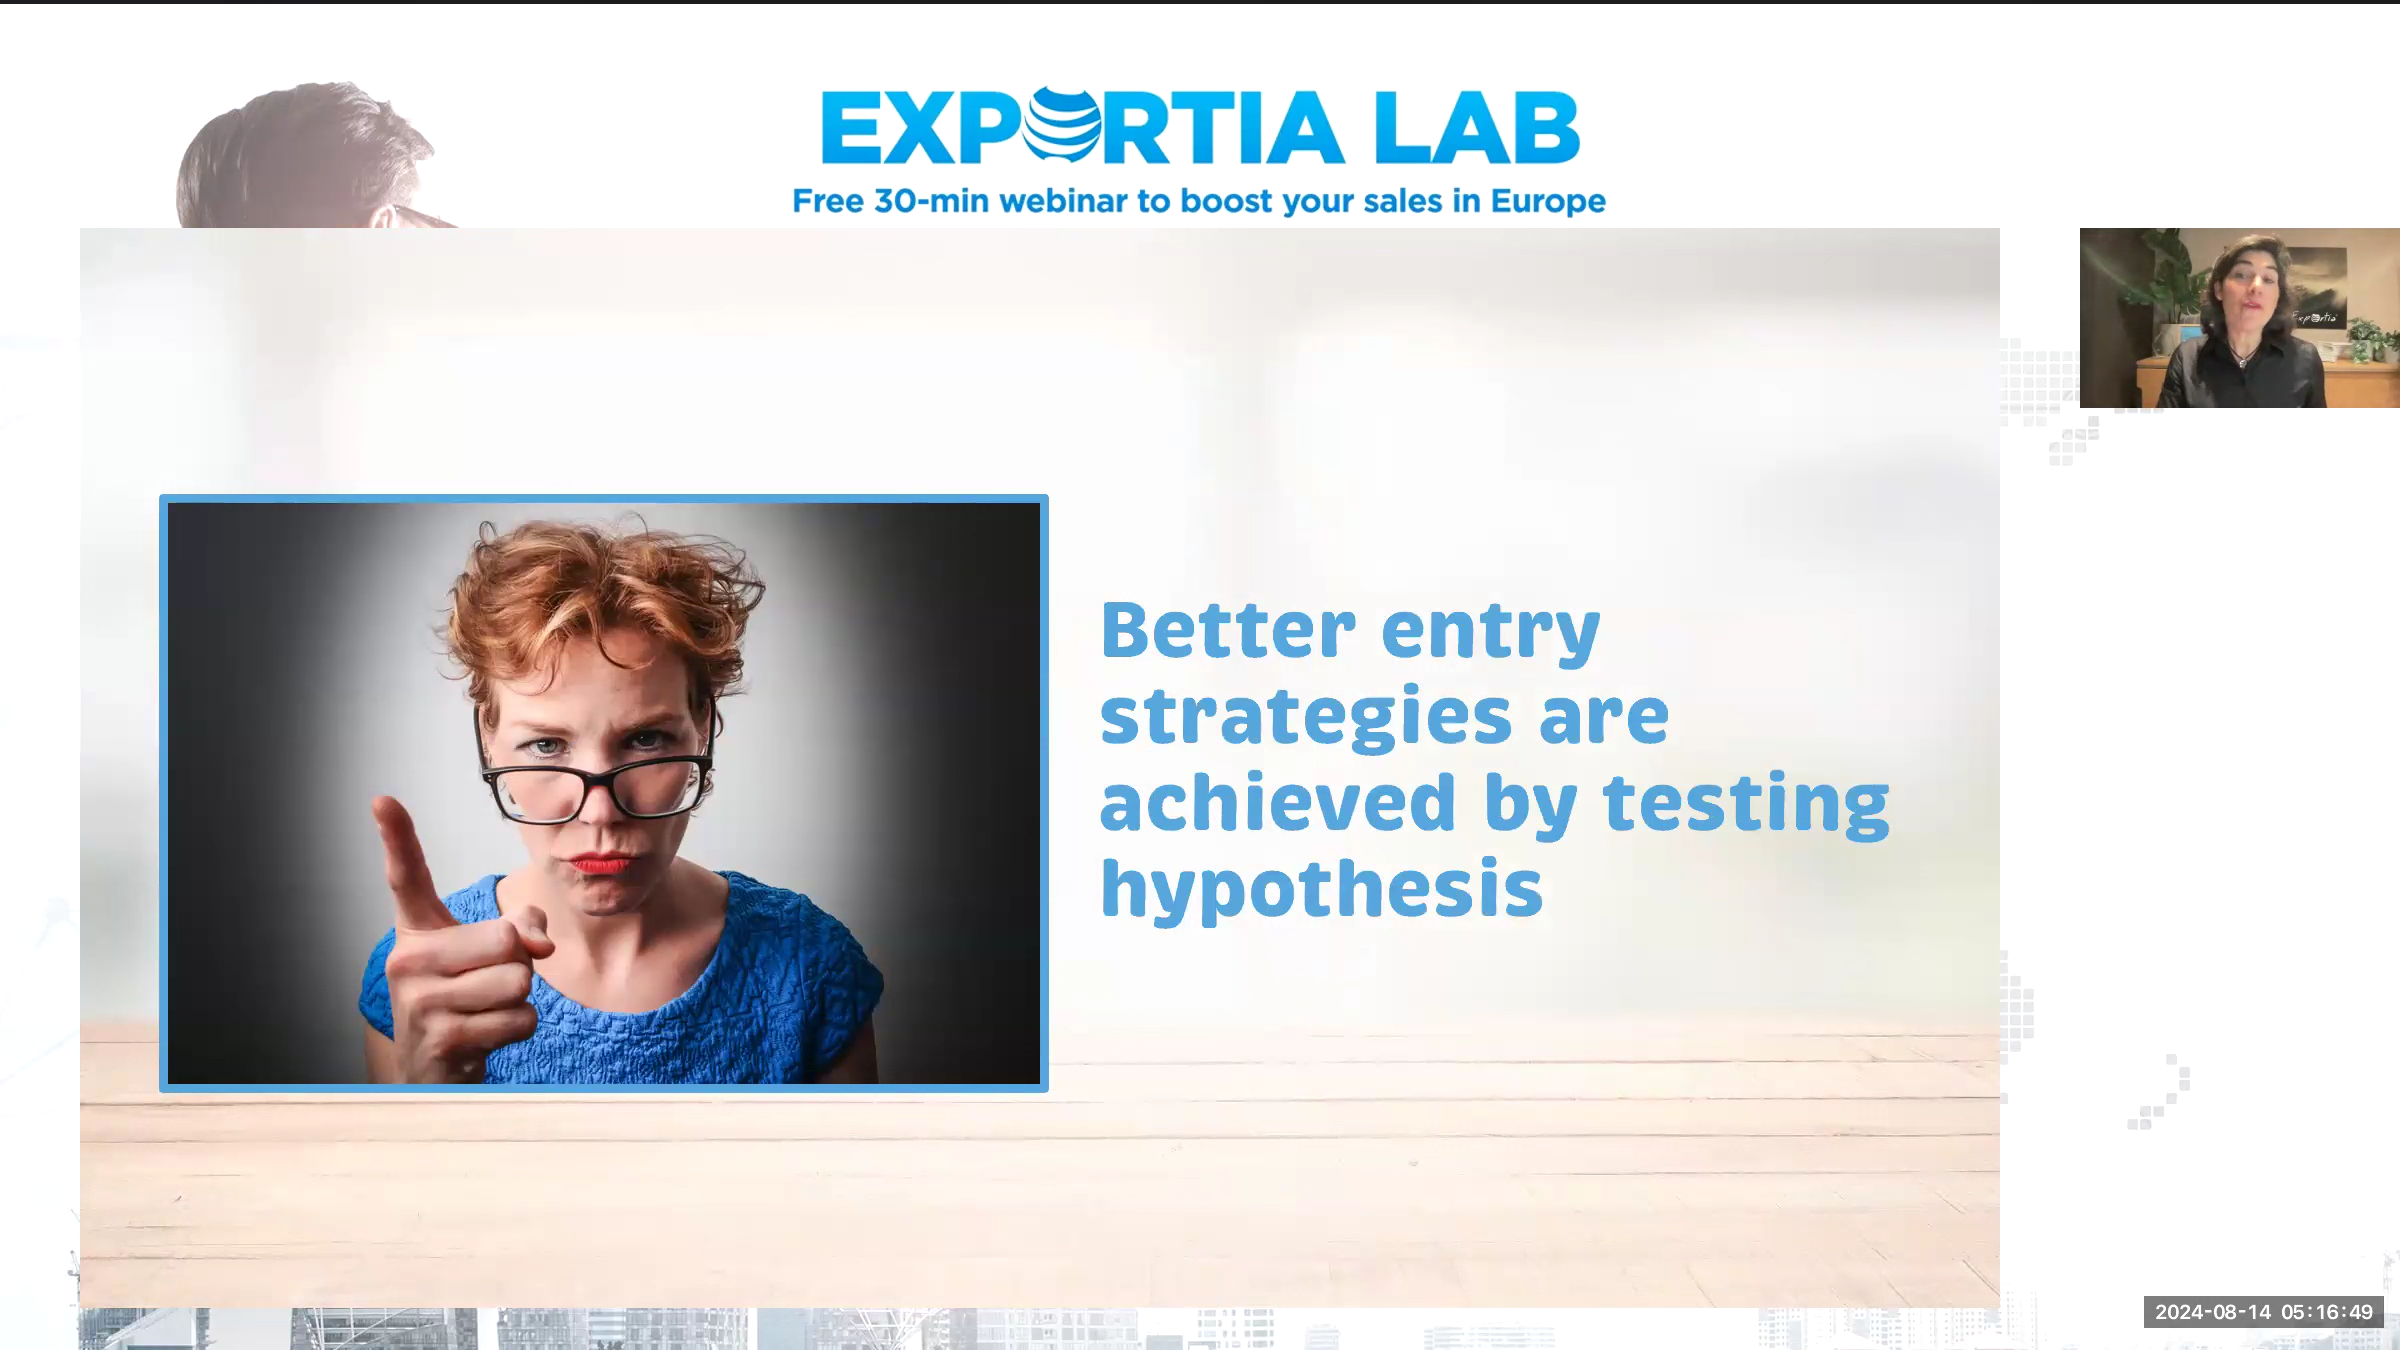 EXPORTIA LAB
Free 30-min webinar to boost your sales in Europe
Exportia
Better entry
strategies are
achieved by testing
hypothesis
2024-08-14 05:16:49